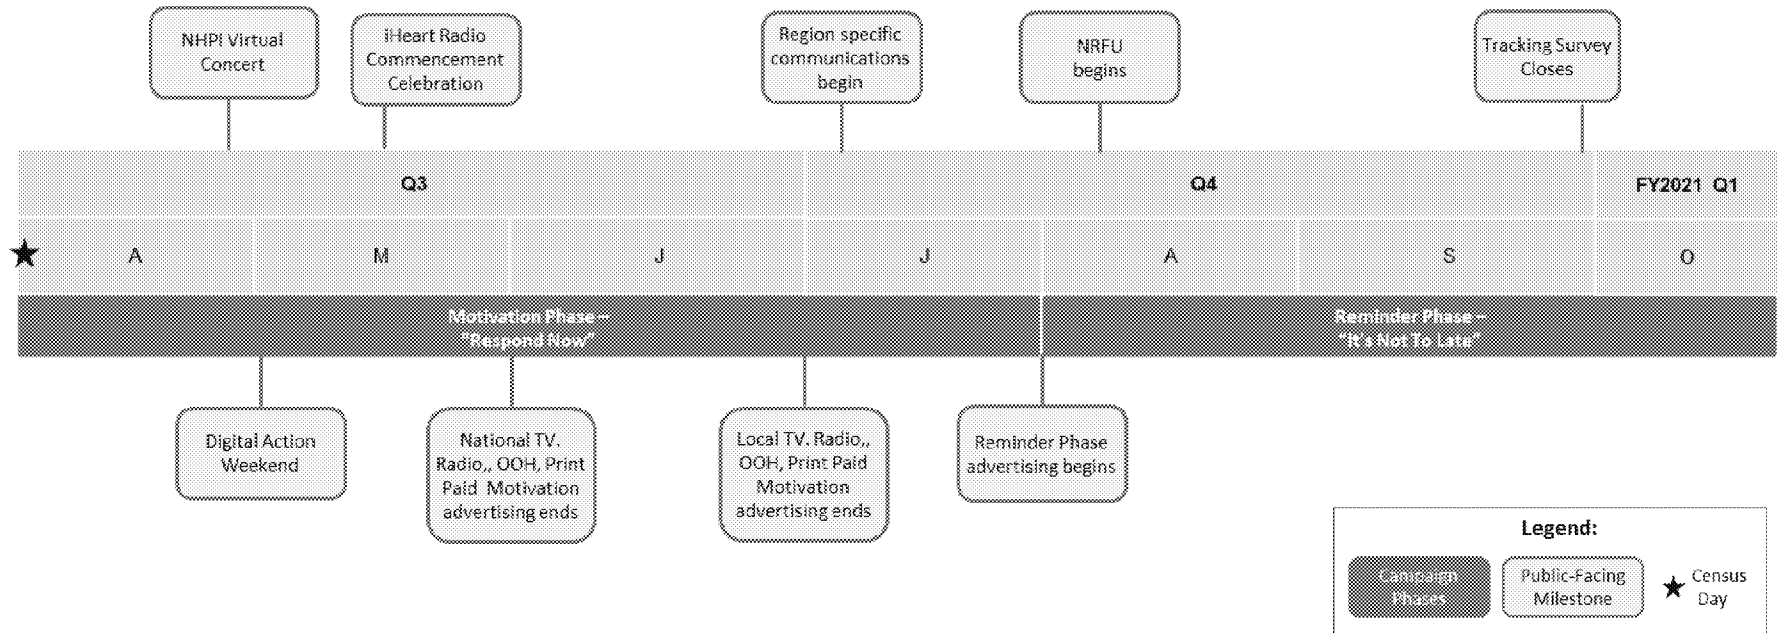 NHPI Virtual
Concert
iHeart Radio
Commencement
Celebration
Region specific
communications
begin
NRFU
begins
Tracking Survey
Closes
Q3
Q4
FY2021 Q1
A
M
J
J
A
S
O
Motivation Phase –
"Respond Now"
Reminder Phase –
"It's Not To Late"
Digital Action
Weekend
National TV.
Radio,, OOH, Print
Paid Motivation
advertising ends
Local TV. Radio,,
OOH, Print Paid
Motivation
advertising ends
Reminder Phase
advertising begins
Legend:
Campaign
Phases
Public-Facing
Milestone
Census
Day